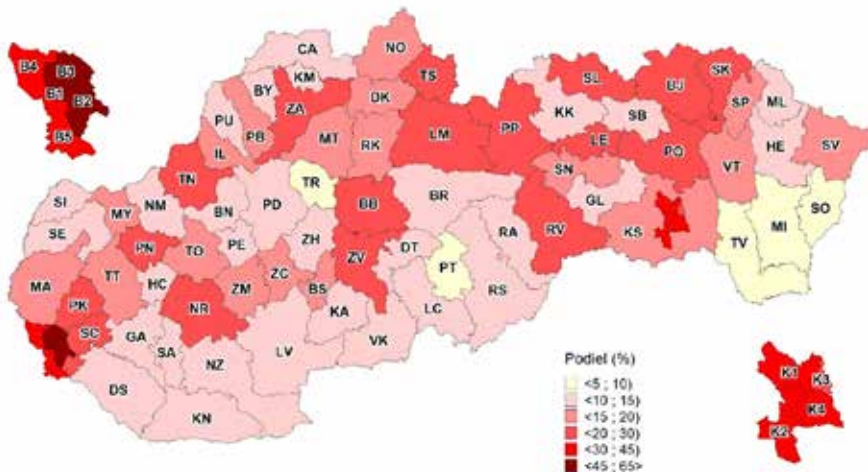 CA
NO
B4
B3
B1
B2
B5
BY
KM
TS
SL
BJ
SK
SP
ML
PU
ZA
DK
KK
SB
PB
MT
RK
LM
PP
LE
PO
HE
SV
IL
VT
TN
TR
SN
SI
NM
BN
PD
BB
BR
GL
SO
MY
SE
PE
ZH
DT
RA
RV
KS
MI
TV
PN
TO
ZV
PT
MA
TT
HC
ZM
ZC
BS
KA
LC
RS
PK
NR
SC
GA
SA
NZ
LV
VK
DS
KN
Podiel (%)
<5 ; 10)
<10 ; 15)
<15 ; 20)
<20 ; 30)
<30 ; 45)
<45 ; 65>
K1
K3
K4
K2